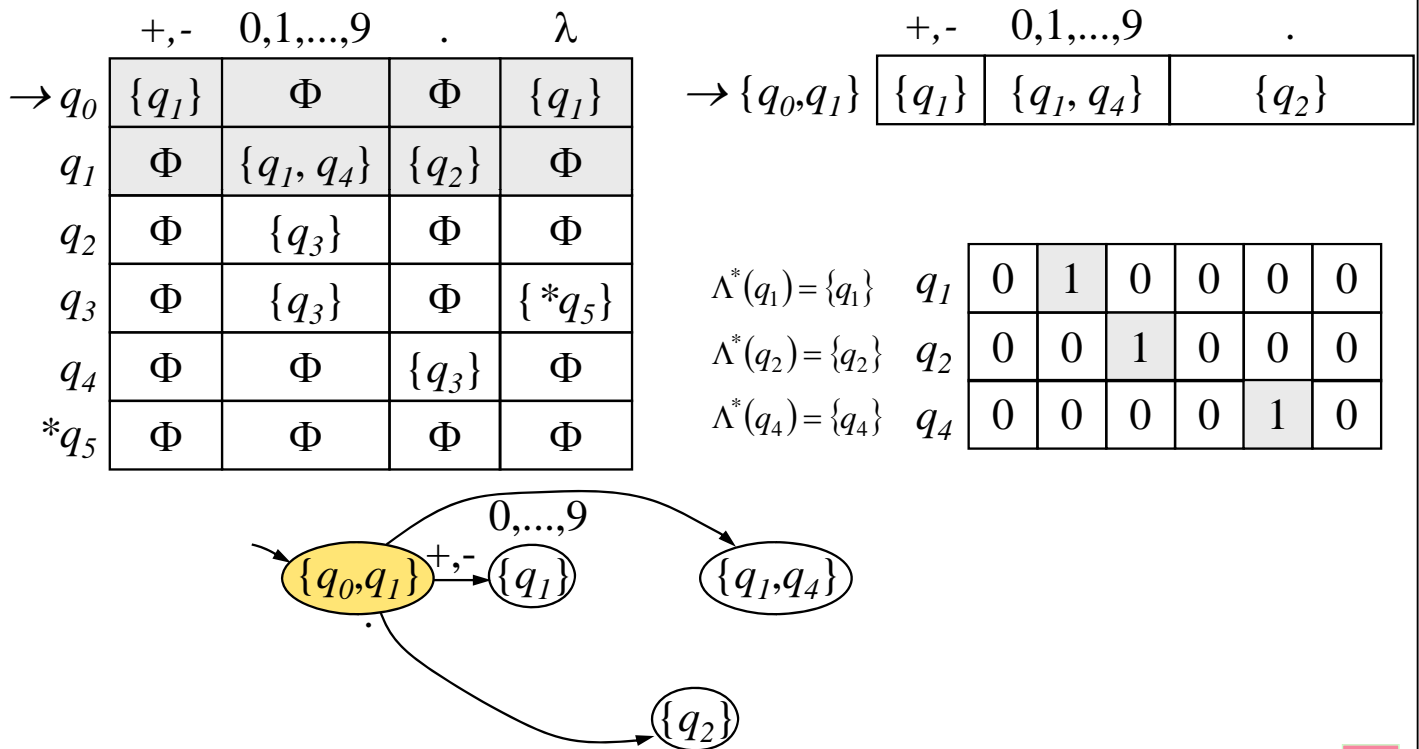 +,- 0,1,...,9 . λ
→ q0 {q1} Φ Φ {q1}
q1 Φ {q1, q4} {q2} Φ
q2 Φ {q3} Φ Φ
q3 Φ {q3} Φ {*q5}
q4 Φ Φ {q3} Φ
*q5 Φ Φ Φ Φ
+,- 0,1,...,9 .
→ {q0,q1} {q1} {q1, q4} {q2}
Λ*(q1) = {q1} q1 0 1 0 0 0 0
Λ*(q2) = {q2} q2 0 0 1 0 0 0
Λ*(q4) = {q4} q4 0 0 0 0 1 0
0,...,9
{q0,q1} +,- {q1} {q1,q4}
.
{q2}